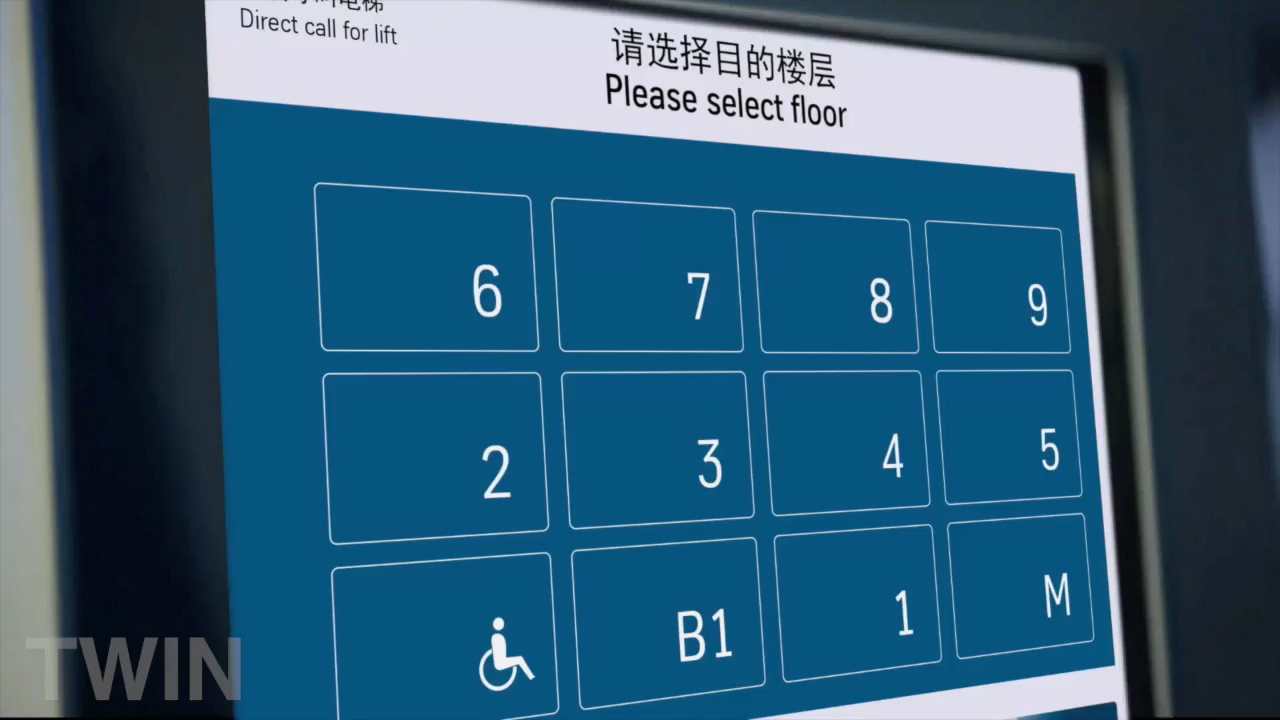 Direct call for lift
请选择目的楼层
Please select floor
6 7 8 9
2 3 4 5
B1 1 M
TWIN